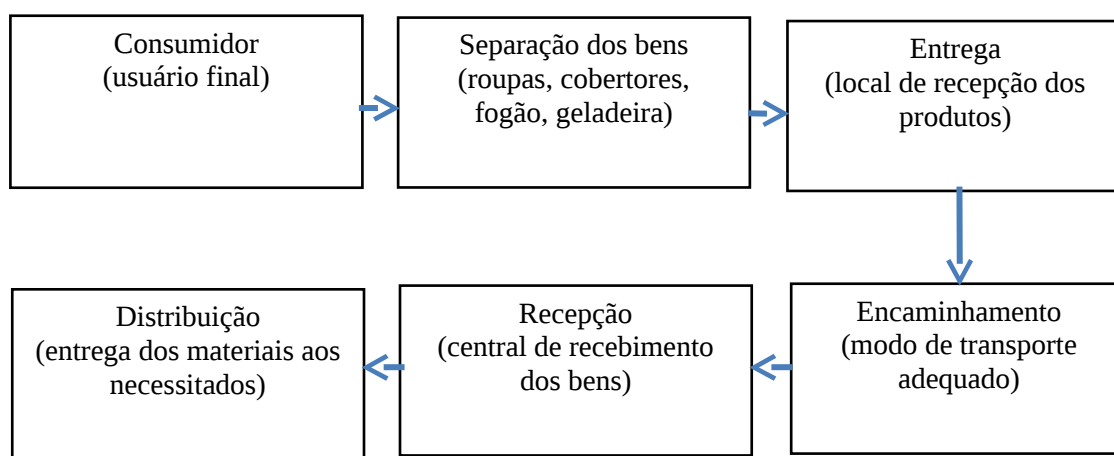 Consumidor
(usuário final)
Separação dos bens
(roupas, cobertores,
fogão, geladeira)
Entrega
(local de recepção dos
produtos)
Encaminhamento
(modo de transporte
adequado)
Recepção
(central de recebimento
dos bens)
Distribuição
(entrega dos materiais aos
necessitados)